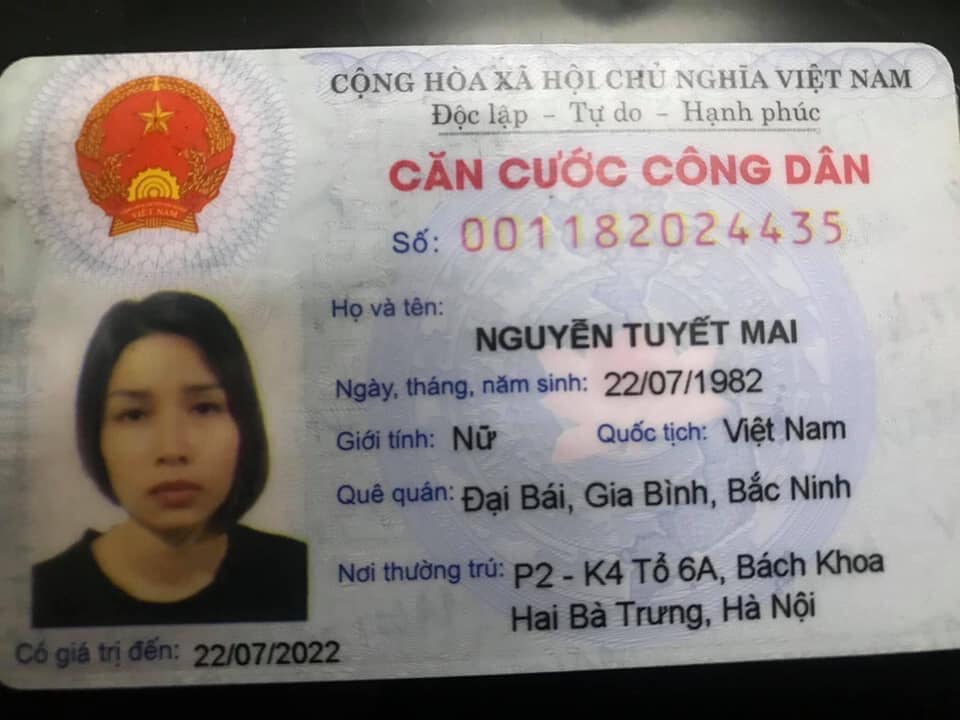 CỘNG HÒA XÃ HỘI CHỦ NGHĨA VIỆT NAM
Độc lập - Tự do - Hạnh phúc
CĂN CƯỚC CÔNG DÂN
Số: 001182024435
VIỆT NAM
Họ và tên:
NGUYỄN TUYẾT MAI
Ngày, tháng, năm sinh: 22/07/1982
Giới tính: Nữ Quốc tịch: Việt Nam
Quê quán: Đại Bái, Gia Bình, Bắc Ninh
Nơi thường trú: P2 - K4 Tổ 6A, Bách Khoa
Hai Bà Trưng, Hà Nội
Có giá trị đến: 22/07/2022